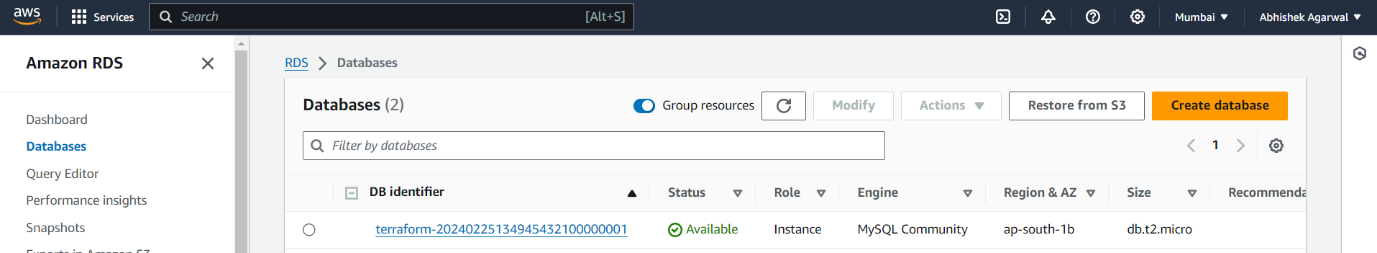 aws Services Search [Alt+S] Mumbai ▼ Abhishek Agarwal ▼
Amazon RDS
Dashboard
Databases
Query Editor
Performance insights
Snapshots
RDS > Databases
Databases (2) Group resources Modify Actions ▼ Restore from S3 Create database
Filter by databases 1
DB identifier Status Role Engine Region & AZ Size Recommenda
terraform-20240225134945432100000001 Available Instance MySQL Community ap-south-1b db.t2.micro